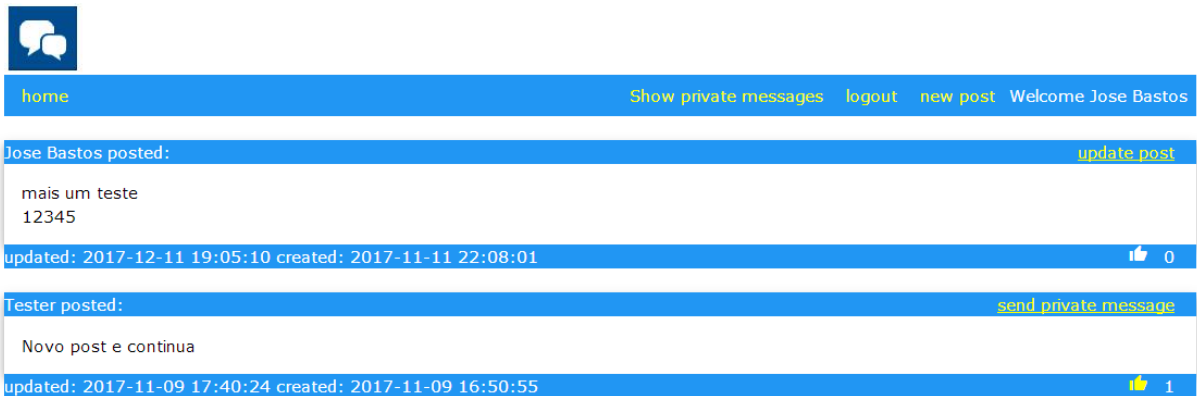 home Show private messages logout new post Welcome Jose Bastos
Jose Bastos posted: update post
mais um teste
12345
updated: 2017-12-11 19:05:10 created: 2017-11-11 22:08:01 0
Tester posted: send private message
Novo post e continua
updated: 2017-11-09 17:40:24 created: 2017-11-09 16:50:55 1